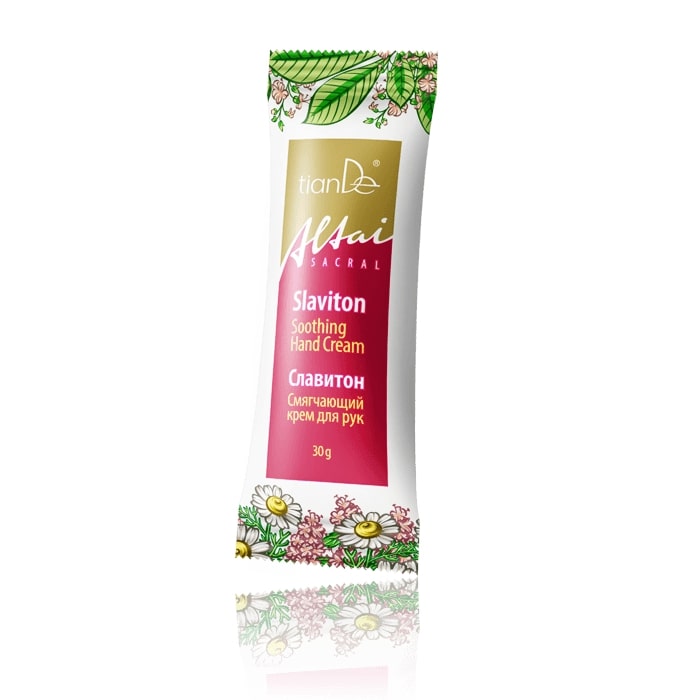 tianDe®
Altai
SACRAL
Slaviton
Soothing
Hand Cream
Славитон
Смягчающий
крем для рук
30 g